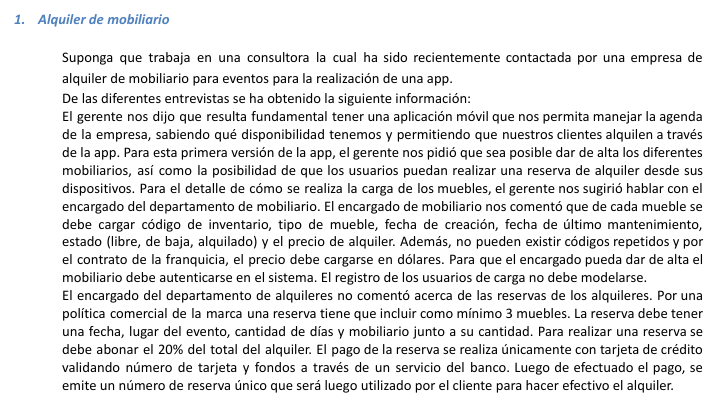 1. Alquiler de mobiliario
Suponga que trabaja en una consultora la cual ha sido recientemente contactada por una empresa de
alquiler de mobiliario para eventos para la realización de una app.
De las diferentes entrevistas se ha obtenido la siguiente información:
El gerente nos dijo que resulta fundamental tener una aplicación móvil que nos permita manejar la agenda
de la empresa, sabiendo qué disponibilidad tenemos y permitiendo que nuestros clientes alquilen a través
de la app. Para esta primera versión de la app, el gerente nos pidió que sea posible dar de alta los diferentes
mobiliarios, así como la posibilidad de que los usuarios puedan realizar una reserva de alquiler desde sus
dispositivos. Para el detalle de cómo se realiza la carga de los muebles, el gerente nos sugirió hablar con el
encargado del departamento de mobiliario. El encargado de mobiliario nos comentó que de cada mueble se
debe cargar código de inventario, tipo de mueble, fecha de creación, fecha de último mantenimiento,
estado (libre, de baja, alquilado) y el precio de alquiler. Además, no pueden existir códigos repetidos y por
el contrato de la franquicia, el precio debe cargarse en dólares. Para que el encargado pueda dar de alta el
mobiliario debe autenticarse en el sistema. El registro de los usuarios de carga no debe modelarse.
El encargado del departamento de alquileres no comentó acerca de las reservas de los alquileres. Por una
política comercial de la marca una reserva tiene que incluir como mínimo 3 muebles. La reserva debe tener
una fecha, lugar del evento, cantidad de días y mobiliario junto a su cantidad. Para realizar una reserva se
debe abonar el 20% del total del alquiler. El pago de la reserva se realiza únicamente con tarjeta de crédito
validando número de tarjeta y fondos a través de un servicio del banco. Luego de efectuado el pago, se
emite un número de reserva único que será luego utilizado por el cliente para hacer efectivo el alquiler.